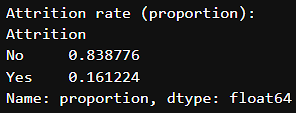 Attrition rate (proportion):
Attrition
No     0.838776
Yes    0.161224
Name: proportion, dtype: float64